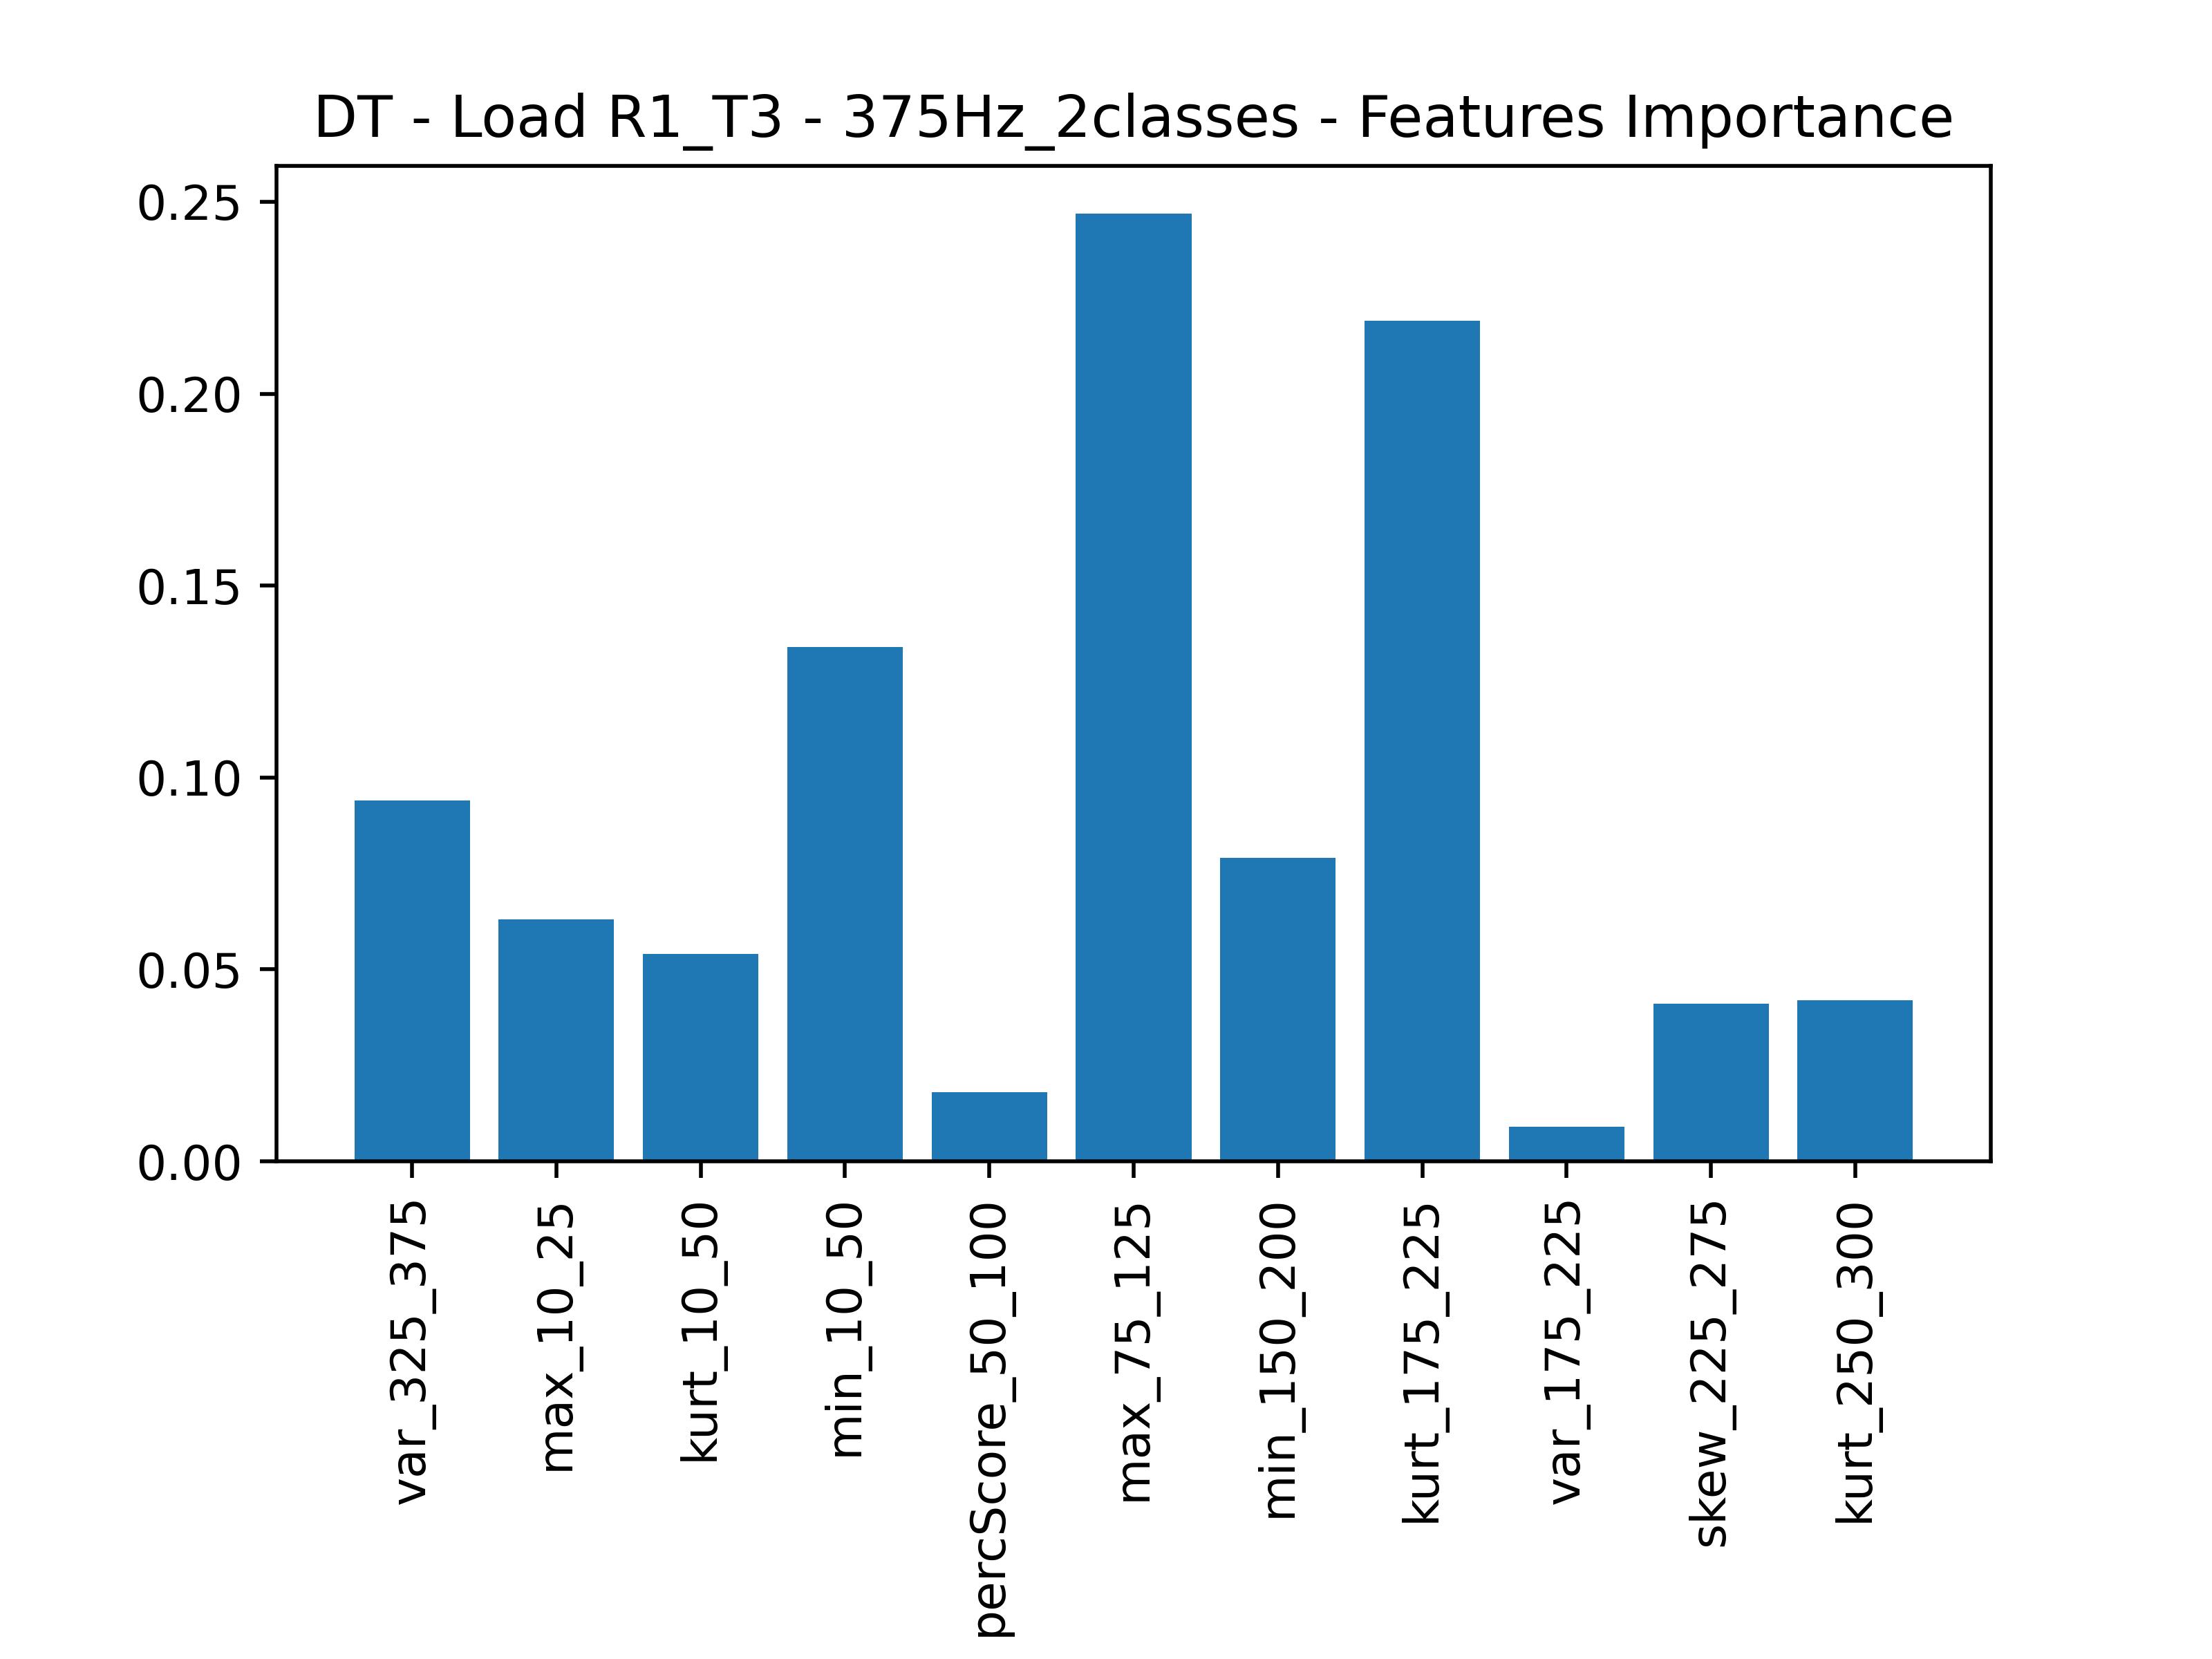 DT - Load R1_T3 - 375Hz_2classes - Features Importance
0.25
0.20
0.15
0.10
0.05
0.00
var_325_375
max_10_25
kurt_10_50
min_10_50
percScore_50_100
max_75_125
min_150_200
kurt_175_225
var_175_225
skew_225_275
kurt_250_300